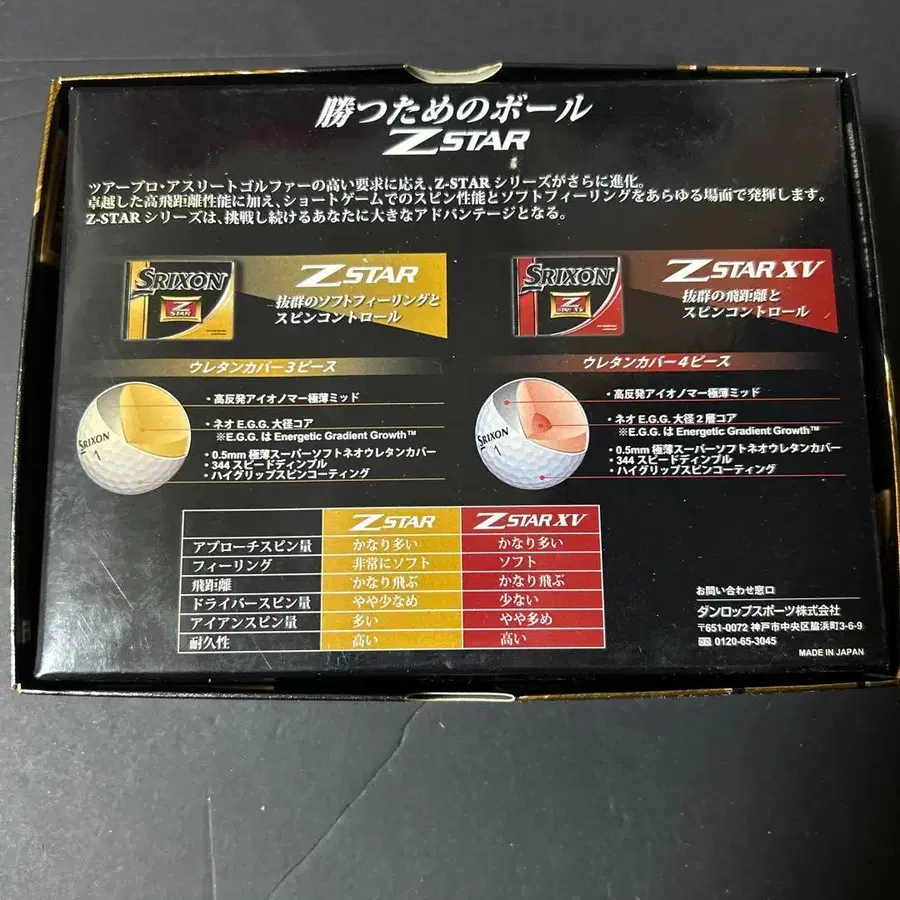 勝つためのボール
Z STAR
ツアープロ・アスリートゴルファーの高い要求に応え、Z-STARシリーズがさらに進化。
卓越した高飛距離性能に加え、ショートゲームでのスピン性能とソフトフィーリングをあらゆる場面で発揮します。
Z-STARシリーズは、挑戦し続けるあなたに大きなアドバンテージとなる。
SRIXON
Z
STAR
Z STAR
抜群のソフトフィーリングと
スピンコントロール
ウレタンカバー3ピース
SRIXON
1
・高反発アイオノマー極薄ミッド
・ネオ E.G.G. 大径コア
※E.G.G. は Energetic Gradient Growth™
・0.5mm 極薄スーパーソフトネオウレタンカバー
・344 スピードディンプル
・ハイグリップスピンコーティング
SRIXON
Z
STAR XV
Z STAR XV
抜群の飛距離と
スピンコントロール
ウレタンカバー4ピース
SRIXON
1
・高反発アイオノマー極薄ミッド
・ネオ E.G.G. 大径2層コア
※E.G.G. は Energetic Gradient Growth™
・0.5mm 極薄スーパーソフトネオウレタンカバー
・344 スピードディンプル
・ハイグリップスピンコーティング
Z STAR Z STAR XV
アプローチスピン量 かなり多い かなり多い
フィーリング 非常にソフト ソフト
飛距離 かなり飛ぶ かなり飛ぶ
ドライバースピン量 やや少なめ 少ない
アイアンスピン量 多い やや多め
耐久性 高い 高い
お問い合わせ窓口
ダンロップスポーツ株式会社
〒651-0072 神戸市中央区脇浜町3-6-9
0120-65-3045
MADE IN JAPAN